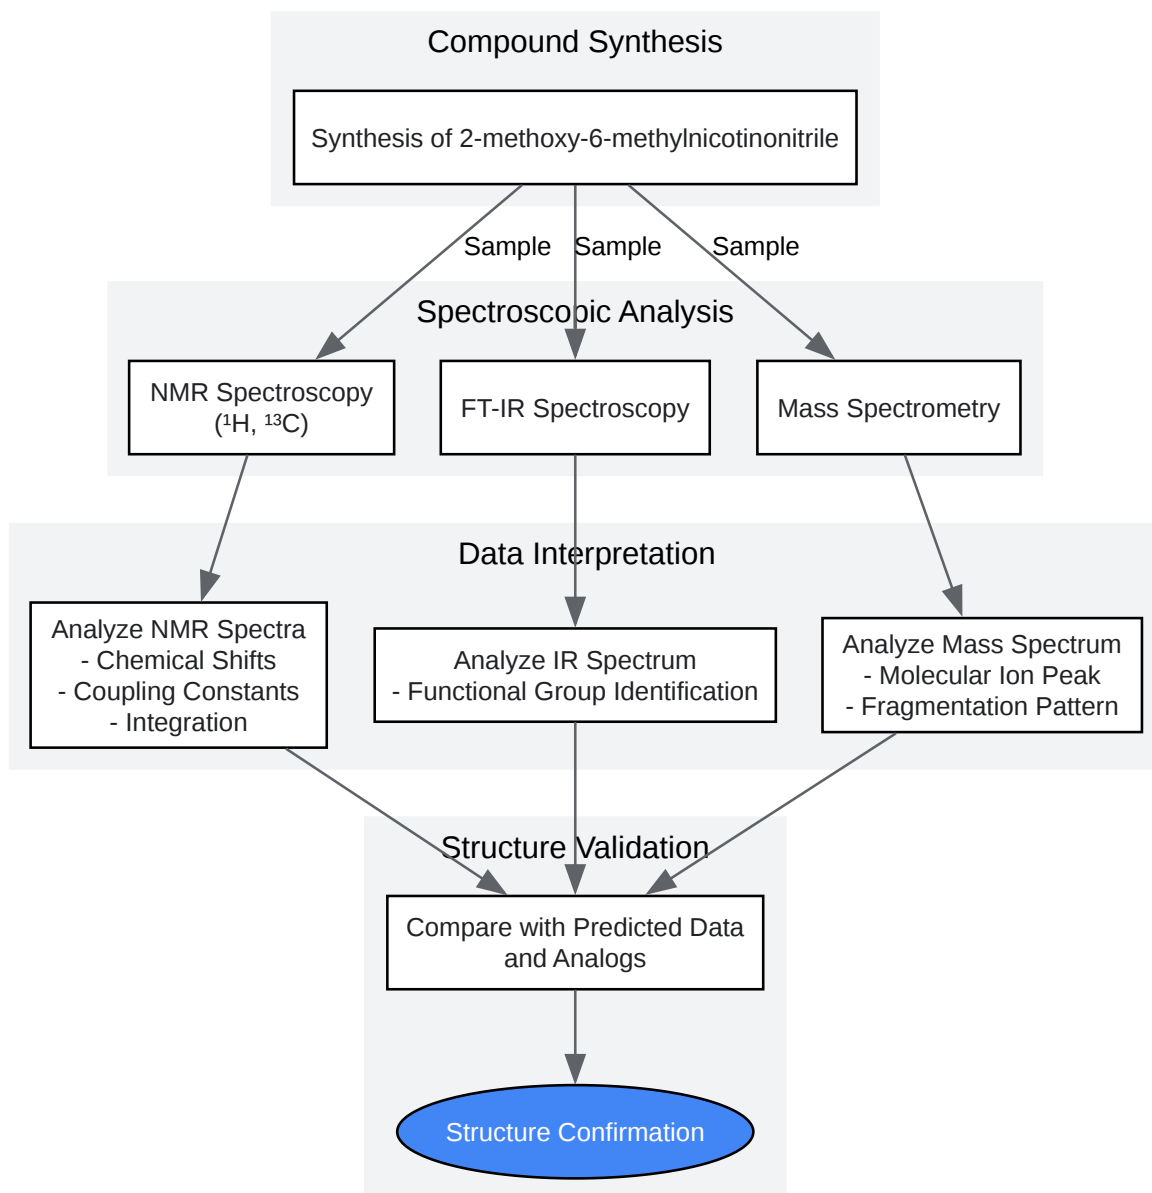 Compound Synthesis
Synthesis of 2-methoxy-6-methylnicotinonitrile
Sample
Sample
Sample
Spectroscopic Analysis
NMR Spectroscopy
(¹H, ¹³C)
FT-IR Spectroscopy
Mass Spectrometry
Data Interpretation
Analyze NMR Spectra
- Chemical Shifts
- Coupling Constants
- Integration
Analyze IR Spectrum
- Functional Group Identification
Analyze Mass Spectrum
- Molecular Ion Peak
- Fragmentation Pattern
Structure Validation
Compare with Predicted Data
and Analogs
Structure Confirmation